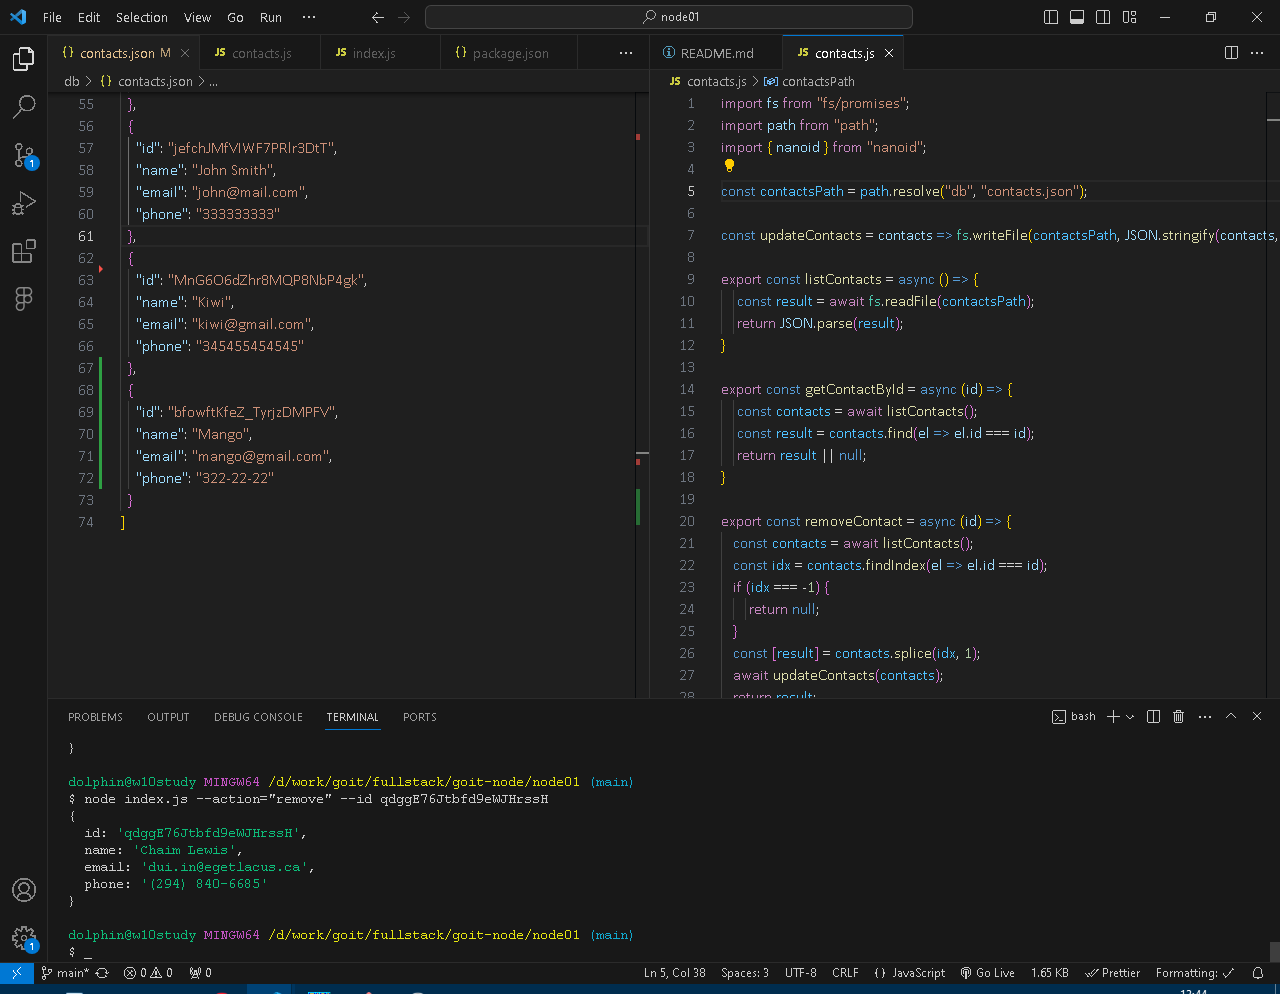 File Edit Selection View Go Run ··· node01
contacts.json M contacts.js index.js package.json ···
db > {} contacts.json > ...
55 },
56 {
57 "id": "jefchJMfVIWF7PRlr3DtT",
58 "name": "John Smith",
59 "email": "john@mail.com",
60 "phone": "333333333"
61 },
62 {
63 "id": "MnG6O6dZhr8MQP8NbP4gk",
64 "name": "Kiwi",
65 "email": "kiwi@gmail.com",
66 "phone": "345455454545"
67 },
68 {
69 "id": "bfowftKfeZ_TyrjzDMPFV",
70 "name": "Mango",
71 "email": "mango@gmail.com",
72 "phone": "322-22-22"
73 }
74 ]
README.md JS contacts.js ···
JS contacts.js > contactsPath
1 import fs from "fs/promises";
2 import path from "path";
3 import { nanoid } from "nanoid";
4
5 const contactsPath = path.resolve("db", "contacts.json");
6
7 const updateContacts = contacts => fs.writeFile(contactsPath, JSON.stringify(contacts,
8
9 export const listContacts = async () => {
10 const result = await fs.readFile(contactsPath);
11 return JSON.parse(result);
12 }
13
14 export const getContactById = async (id) => {
15 const contacts = await listContacts();
16 const result = contacts.find(el => el.id === id);
17 return result || null;
18 }
19
20 export const removeContact = async (id) => {
21 const contacts = await listContacts();
22 const idx = contacts.findIndex(el => el.id === id);
23 if (idx === -1) {
24 return null;
25 }
26 const [result] = contacts.splice(idx, 1);
27 await updateContacts(contacts);
28 return result;
PROBLEMS OUTPUT DEBUG CONSOLE TERMINAL PORTS bash
}
dolphin@w10study MINGW64 /d/work/goit/fullstack/goit-node/node01 (main)
$ node index.js --action="remove" --id qdggE76Jtbfd9eWJHrssH
{
id: 'qdggE76Jtbfd9eWJHrssH',
name: 'Chaim Lewis',
email: 'dui.in@egetlacus.ca',
phone: '(294) 840-6685'
}
dolphin@w10study MINGW64 /d/work/goit/fullstack/goit-node/node01 (main)
$ _
main* 0 0 0 Ln 5, Col 38 Spaces: 3 UTF-8 CRLF {} JavaScript Go Live 1.65 KB Prettier Formatting: ✓